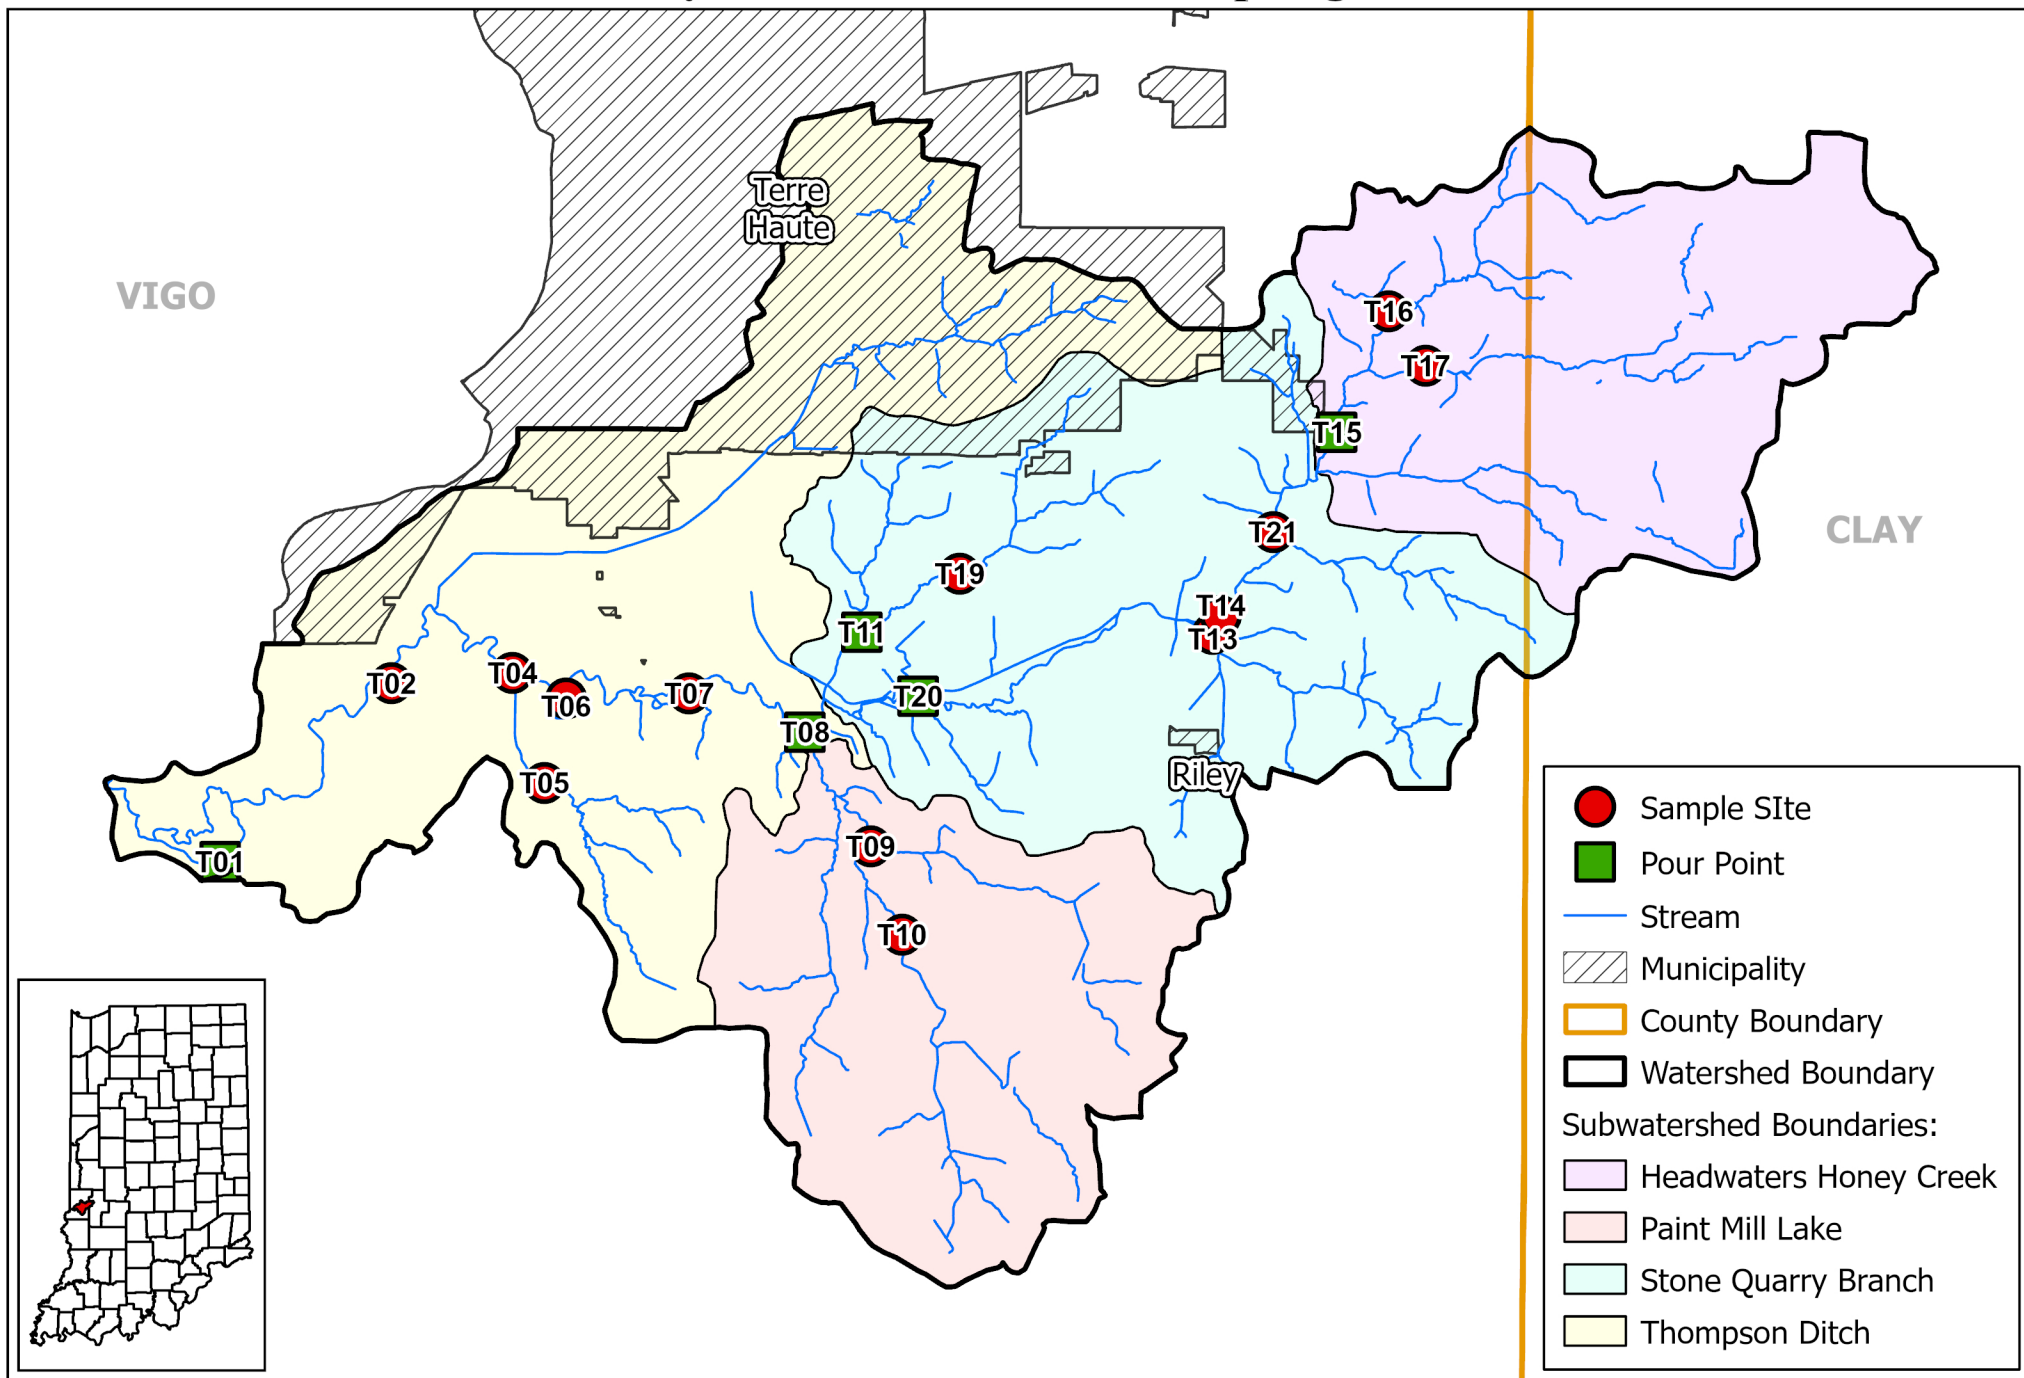 Terre
Haute
VIGO
T16
T17
T15
CLAY
T21
T19
T14
T11
T13
T04
T02
T06
T07
T20
T08
Riley
T05
T09
T01
T10
Sample SIte
Pour Point
Stream
Municipality
County Boundary
Watershed Boundary
Subwatershed Boundaries:
Headwaters Honey Creek
Paint Mill Lake
Stone Quarry Branch
Thompson Ditch